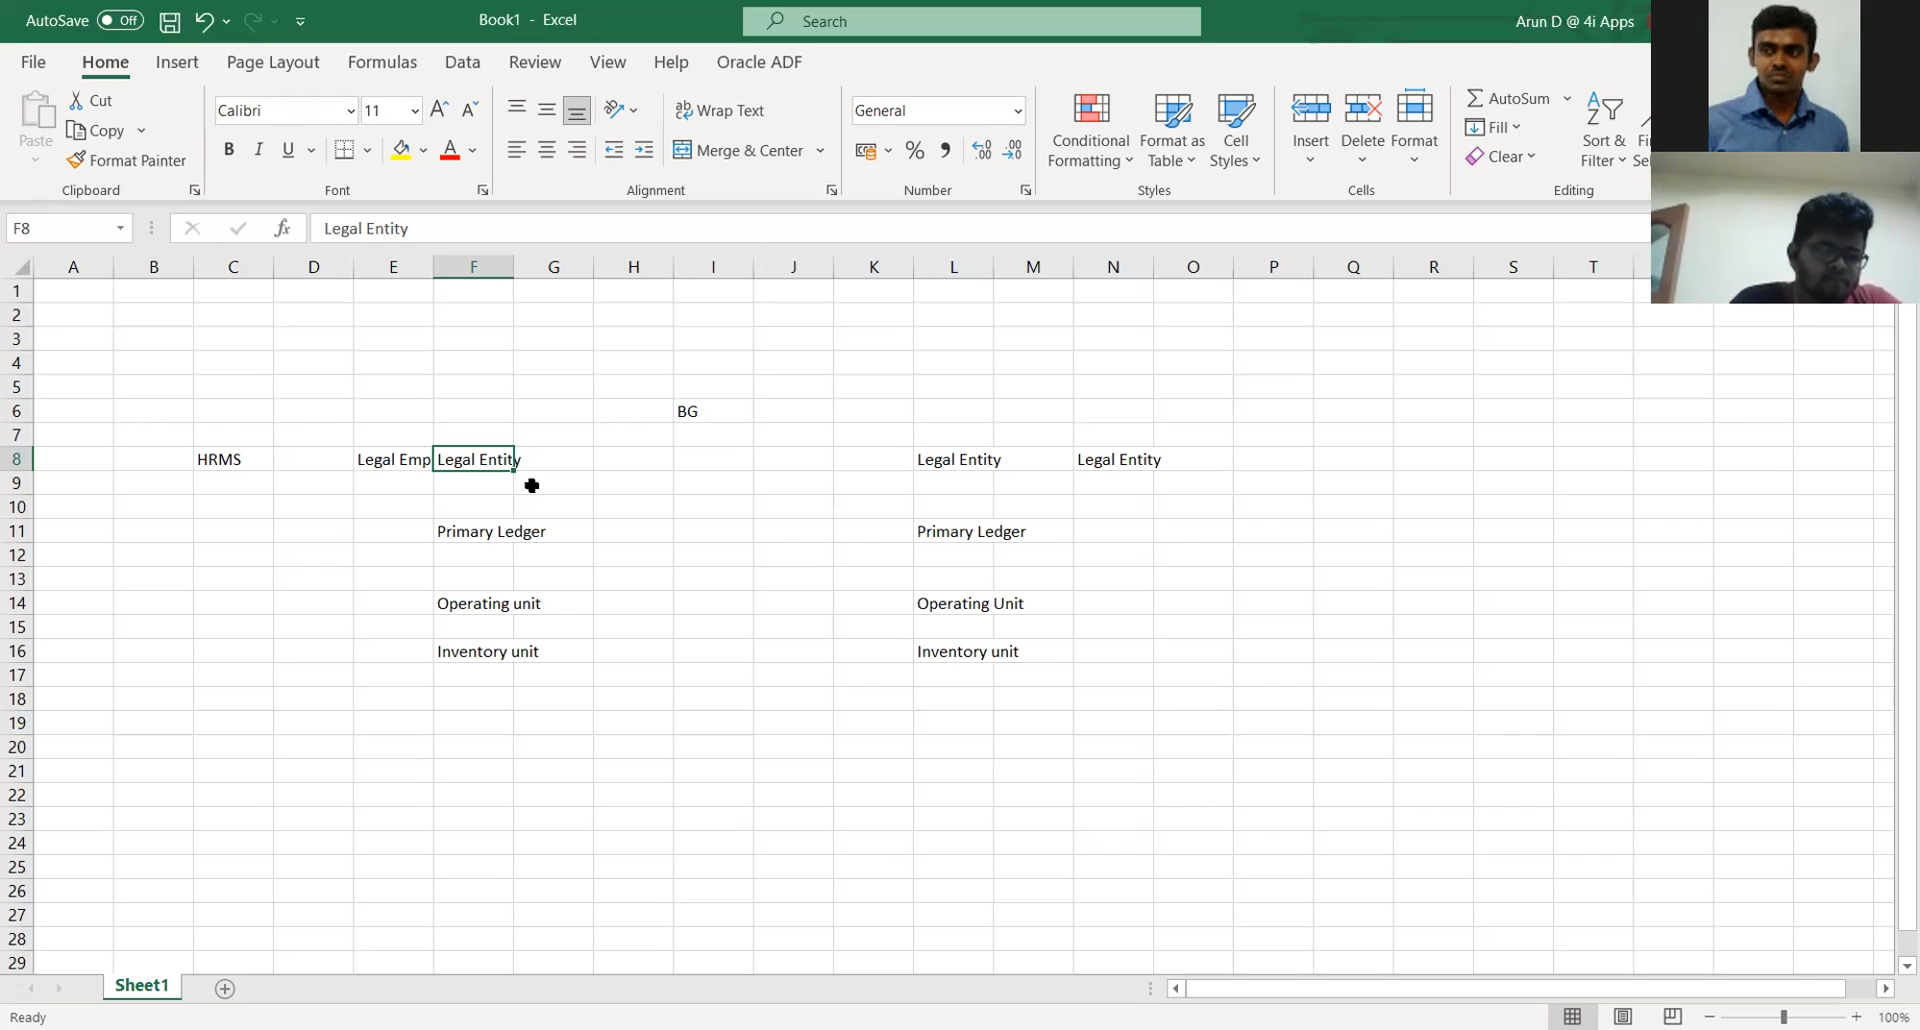 AutoSave Off Book1 - Excel Search Arun D @ 4i Apps
File Home Insert Page Layout Formulas Data Review View Help Oracle ADF
Cut Calibri 11 Wrap Text General AutoSum
Paste Copy Conditional Format as Cell Insert Delete Format Fill Sort &
Format Painter B I U Merge & Center % Formatting Table Styles Clear Filter
Clipboard Font Alignment Number Styles Cells Editing
F8 fx Legal Entity
A B C D E F G H I J K L M N O P Q R S T
1
2
3
4
5
6 BG
7
8 HRMS Legal Emp Legal Entity Legal Entity Legal Entity
9
10
11 Primary Ledger Primary Ledger
12
13
14 Operating unit Operating Unit
15
16 Inventory unit Inventory unit
17
18
19
20
21
22
23
24
25
26
27
28
29
Sheet1
Ready 100%